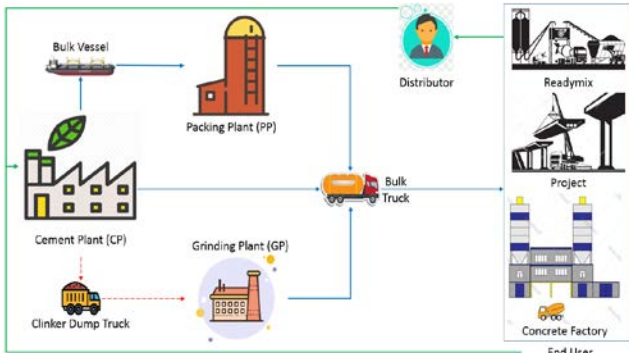 Bulk Vessel
Packing Plant (PP)
Distributor
Readymix
Cement Plant (CP)
Bulk
Truck
Project
Grinding Plant (GP)
Clinker Dump Truck
Concrete Factory
End User